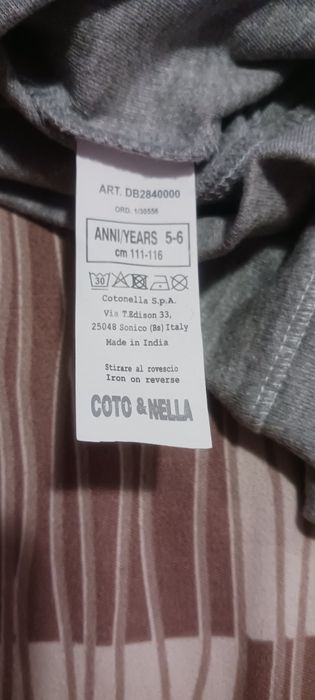 ART. DB2840000
ORD. 1/30556
ANNI/YEARS 5-6
cm 111-116
30
Cotonella S.p.A.
Via T.Edison 33,
25048 Sonico (Bs) Italy
Made in India
Stirare al rovescio
Iron on reverse
COTO & NELLA